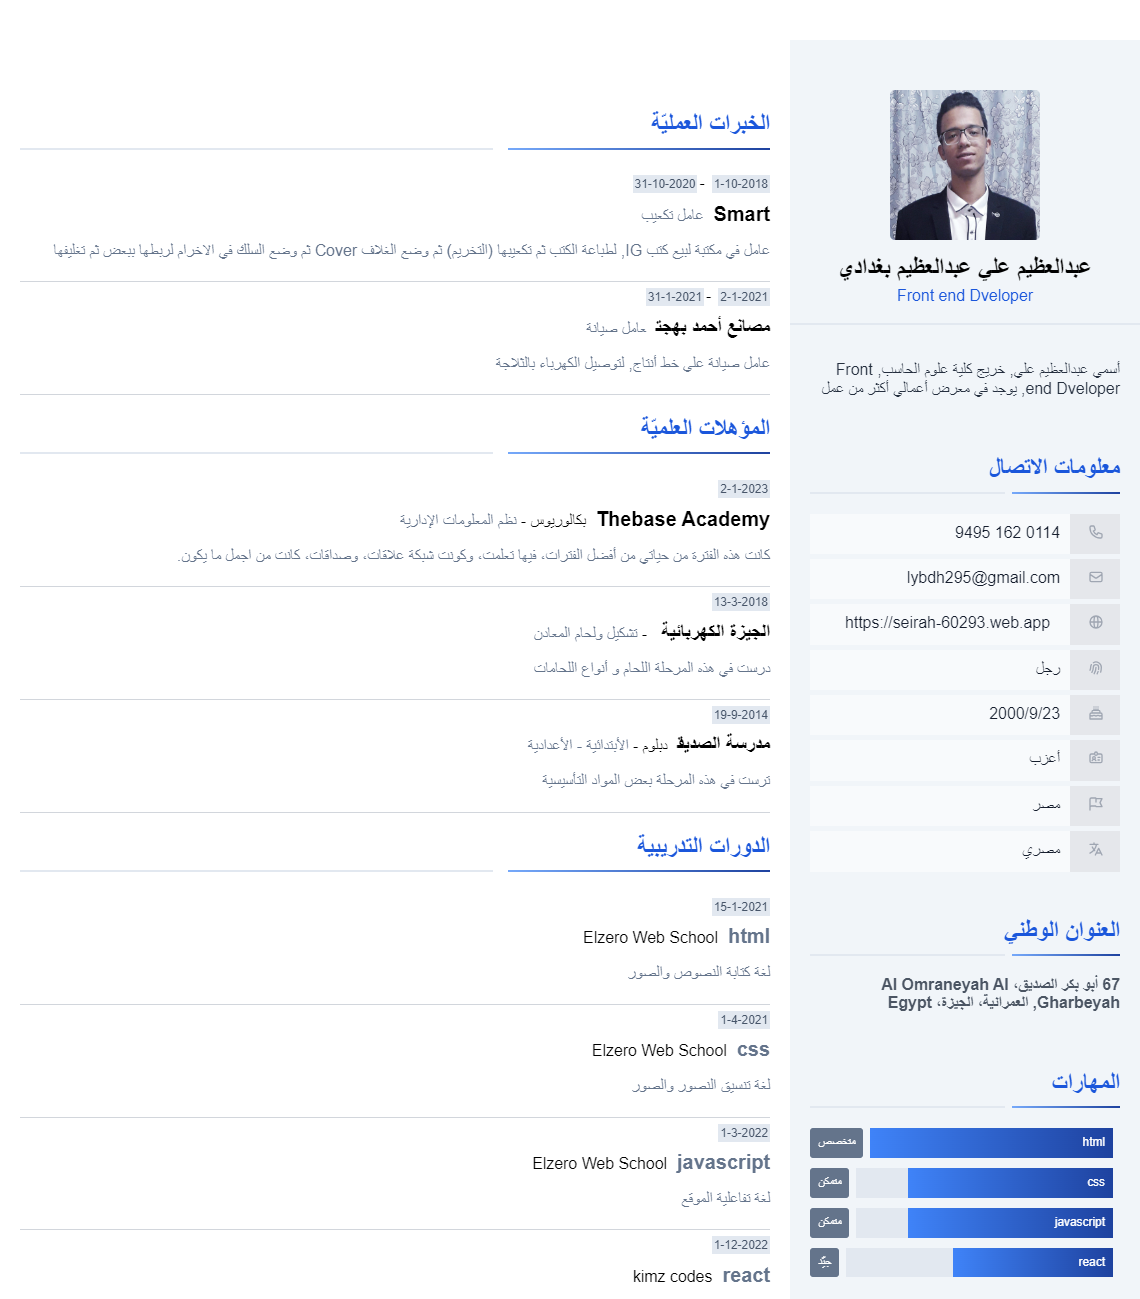 عبدالعظيم علي عبدالعظيم بغدادي
Front end Dveloper
أسمي عبدالعظيم علي, خريج كلية علوم الحاسب, Front
end Dveloper, يوجد في معرض أعمالي أكثر من عمل
معلومات الاتصال
9495 162 0114
lybdh295@gmail.com
https://seirah-60293.web.app
رجل
2000/9/23
أعزب
مصر
مصري
العنوان الوطني
67 أبو بكر الصديق، Al Omraneyah Al
Gharbeyah, العمرانية، الجيزة، Egypt
المهارات
html متخصص
css متمكن
javascript متمكن
react جيّد
الخبرات العمليّة
1-10-2018 - 31-10-2020
Smart عامل تكعيب
عامل في مكتبة لبيع كتب IG, لطباعة الكتب ثم تكعيبها (التخريم) ثم وضع الغلاف Cover ثم وضع السلك في الاخرام لربطها ببعض ثم تغليفها
2-1-2021 - 31-1-2021
مصانع أحمد بهجت عامل صيانة
عامل صيانة علي خط أنتاج, لتوصيل الكهرباء بالثلاجة
المؤهلات العلميّة
2-1-2023
Thebase Academy بكالوريوس - نظم المعلومات الإدارية
كانت هذه الفترة من حياتي من أفضل الفترات، فيها تعلمت، وكونت شبكة علاقات، وصداقات، كانت من اجمل ما يكون.
13-3-2018
الجيزة الكهربائية - تشكيل ولحام المعادن
درست في هذه المرحلة اللحام و أنواع اللحامات
19-9-2014
مدرسة الصديق دبلوم - الأبتدائية - الأعدادية
ترست في هذه المرحلة بعض المواد التأسيسية
الدورات التدريبية
15-1-2021
html Elzero Web School
لغة كتابة النصوص والصور
1-4-2021
css Elzero Web School
لغة تنسيق النصور والصور
1-3-2022
javascript Elzero Web School
لغة تفاعلية الموقع
1-12-2022
react kimz codes